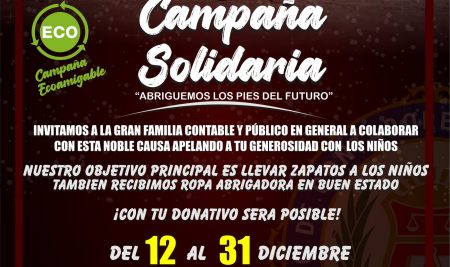 ECO
Campaña
Ecoamigable
Campaña
Solidaria
“ABRIGUEMOS LOS PIES DEL FUTURO”
INVITAMOS A LA GRAN FAMILIA CONTABLE Y PÚBLICO EN GENERAL A COLABORAR
CON ESTA NOBLE CAUSA APELANDO A TU GENEROSIDAD CON LOS NIÑOS
NUESTRO OBJETIVO PRINCIPAL ES LLEVAR ZAPATOS A LOS NIÑOS
TAMBIEN RECIBIMOS ROPA ABRIGADORA EN BUEN ESTADO
¡CON TU DONATIVO SERA POSIBLE!
DEL 12 AL 31 DICIEMBRE